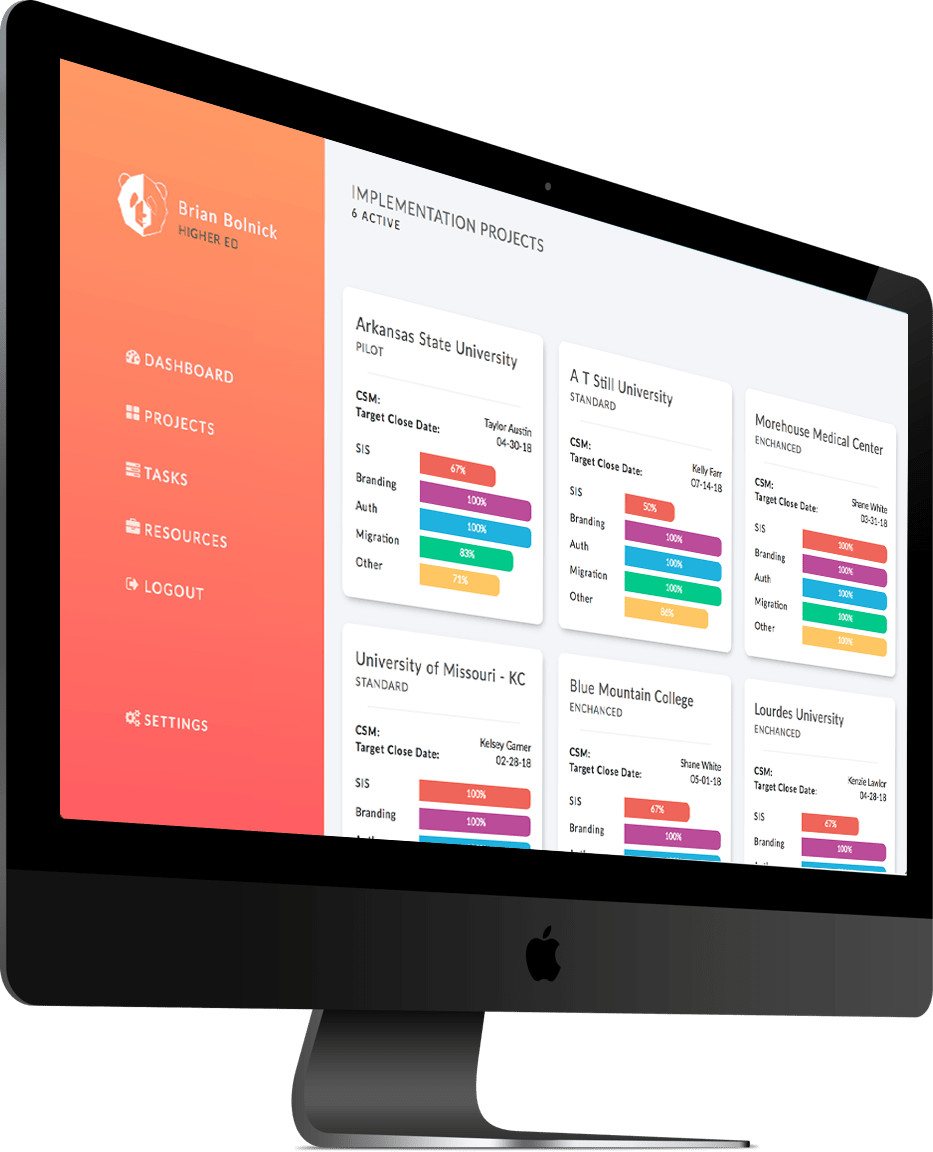 Brian Bolnick
HIGHER ED
DASHBOARD
PROJECTS
TASKS
RESOURCES
LOGOUT
SETTINGS
IMPLEMENTATION PROJECTS
6 ACTIVE
Arkansas State University
PILOT
CSM: Taylor Austin
Target Close Date: 04-30-18
SIS 67%
Branding 100%
Auth 100%
Migration 83%
Other 71%
A T Still University
STANDARD
CSM: Kelly Farr
Target Close Date: 07-14-18
SIS 50%
Branding 100%
Auth 100%
Migration 100%
Other 86%
Morehouse Medical Center
ENCHANCED
CSM: Shane White
Target Close Date: 03-31-18
SIS 100%
Branding 100%
Auth 100%
Migration 100%
Other 100%
University of Missouri - KC
STANDARD
CSM: Kelsey Garner
Target Close Date: 02-28-18
SIS 100%
Branding 100%
Blue Mountain College
ENCHANCED
CSM: Shane White
Target Close Date: 05-01-18
SIS 67%
Branding 100%
Lourdes University
ENCHANCED
CSM: Kenzie Lawlor
Target Close Date: 04-28-18
SIS 67%
Branding 100%